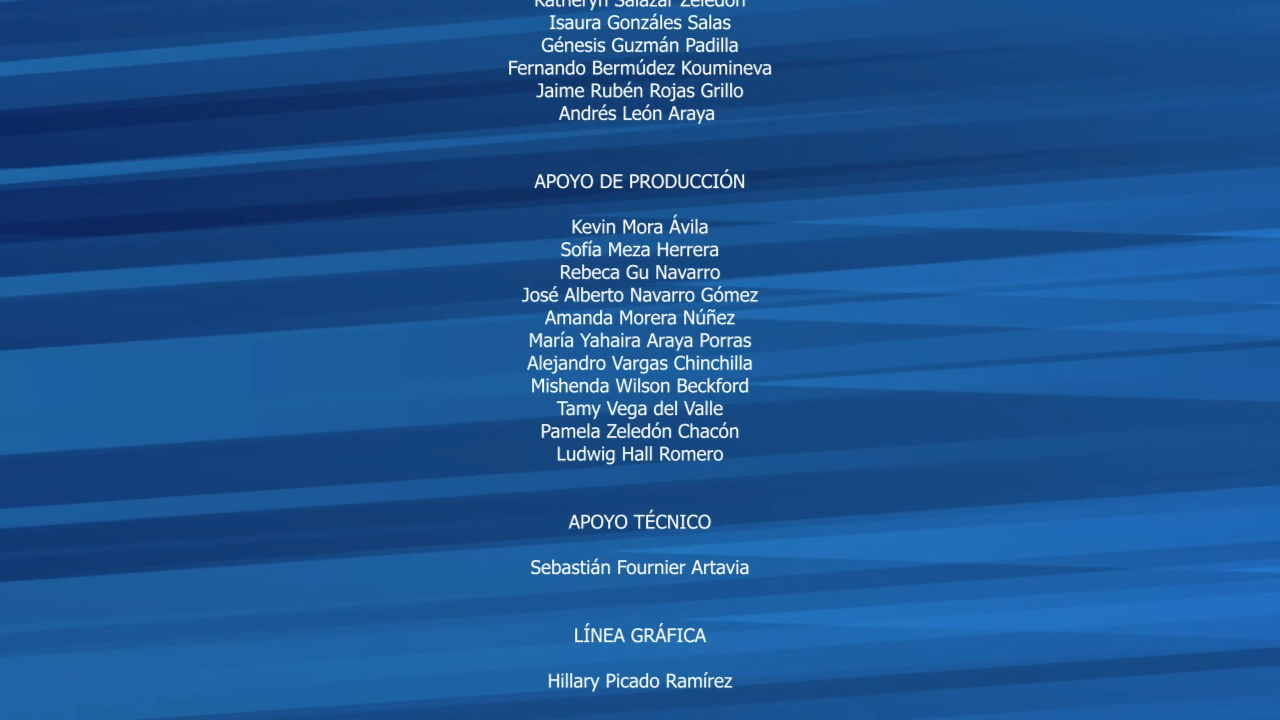 Katheryn Salazar Zeledón
Isaura Gonzáles Salas
Génesis Guzmán Padilla
Fernando Bermúdez Koumineva
Jaime Rubén Rojas Grillo
Andrés León Araya
APOYO DE PRODUCCIÓN
Kevin Mora Ávila
Sofía Meza Herrera
Rebeca Gu Navarro
José Alberto Navarro Gómez
Amanda Morera Núñez
María Yahaira Araya Porras
Alejandro Vargas Chinchilla
Mishenda Wilson Beckford
Tamy Vega del Valle
Pamela Zeledón Chacón
Ludwig Hall Romero
APOYO TÉCNICO
Sebastián Fournier Artavia
LÍNEA GRÁFICA
Hillary Picado Ramírez